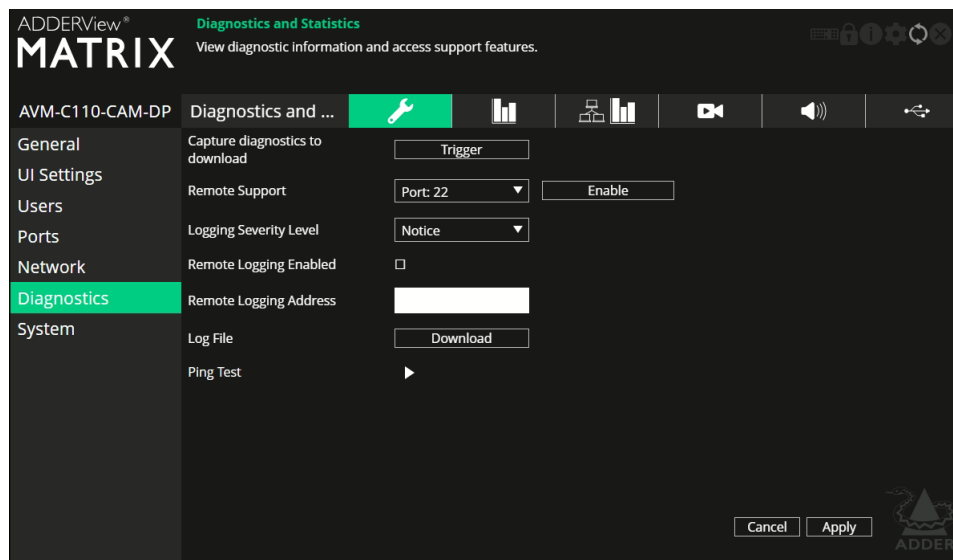 ADDERView®
MATRIX
Diagnostics and Statistics
View diagnostic information and access support features.
AVM-C110-CAM-DP
Diagnostics and ...
General
UI Settings
Users
Ports
Network
Diagnostics
System
Capture diagnostics to
download
Trigger
Remote Support
Port: 22
Enable
Logging Severity Level
Notice
Remote Logging Enabled
Remote Logging Address
Log File
Download
Ping Test
Cancel
Apply
ADDER